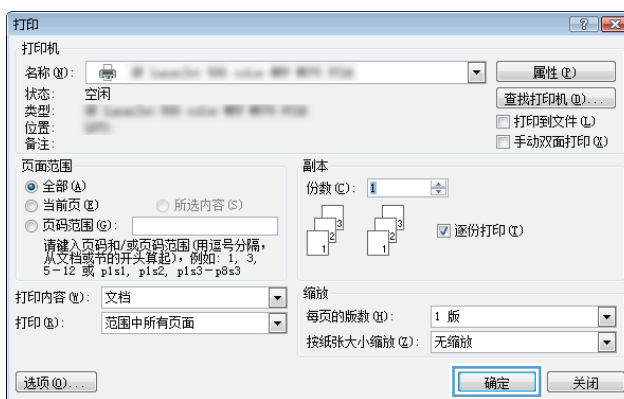 打印
打印机
名称(N):
属性(P)
状态: 空闲
查找打印机(D)...
类型:
打印到文件(L)
位置:
手动双面打印(X)
备注:
页面范围
全部(A)
当前页(E) 所选内容(S)
页码范围(G):
请键入页码和/或页码范围(用逗号分隔，
从文档或节的开头算起)，例如: 1, 3,
5-12 或 p1s1, p1s2, p1s3-p8s3
副本
份数(C): 1
3
2
1
3
2
1
逐份打印(T)
打印内容(W): 文档
打印(R): 范围中所有页面
缩放
每页的版数(H): 1 版
按纸张大小缩放(Z): 无缩放
选项(O)...
确定
关闭